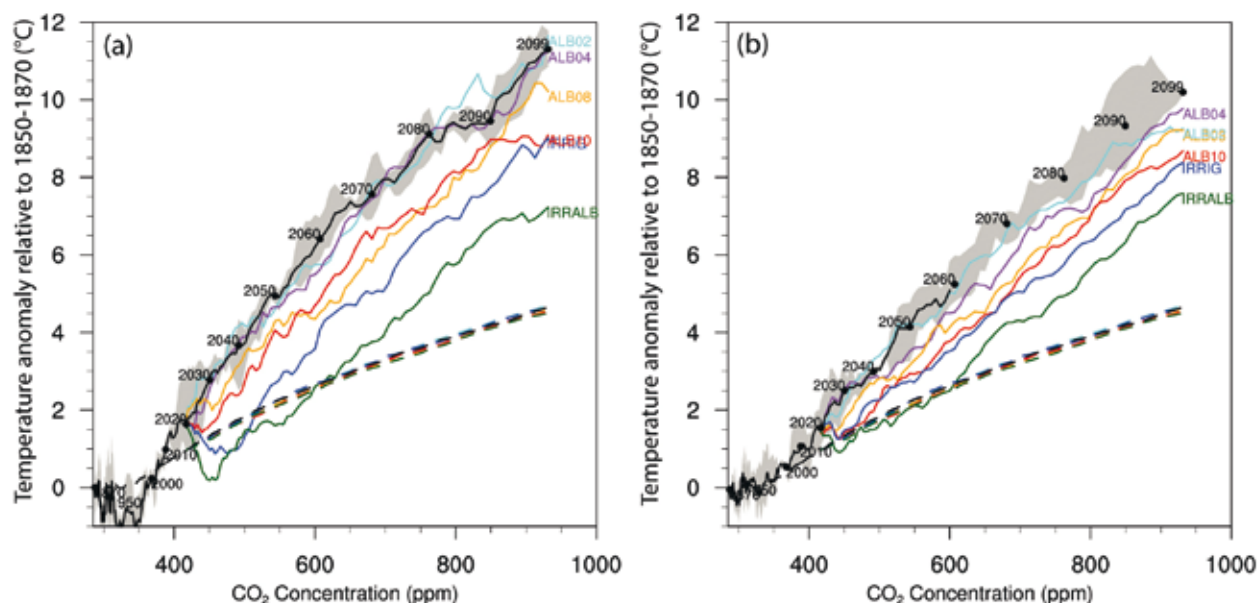 (a)
Temperature anomaly relative to 1850-1870 (°C)
12
10
8
6
4
2
0
2099
2090
2080
2070
2060
2050
2040
2030
2020
2010
2000
950
ALB02
ALB04
ALB08
ALB10
IRRIG
IRRALB
400
600
800
1000
CO₂ Concentration (ppm)
(b)
Temperature anomaly relative to 1850-1870 (°C)
12
10
8
6
4
2
0
2099
2090
2080
2070
2060
2050
2040
2030
2020
2010
2000
ALB04
ALB10
IRRIG
IRRALB
400
600
800
1000
CO₂ Concentration (ppm)